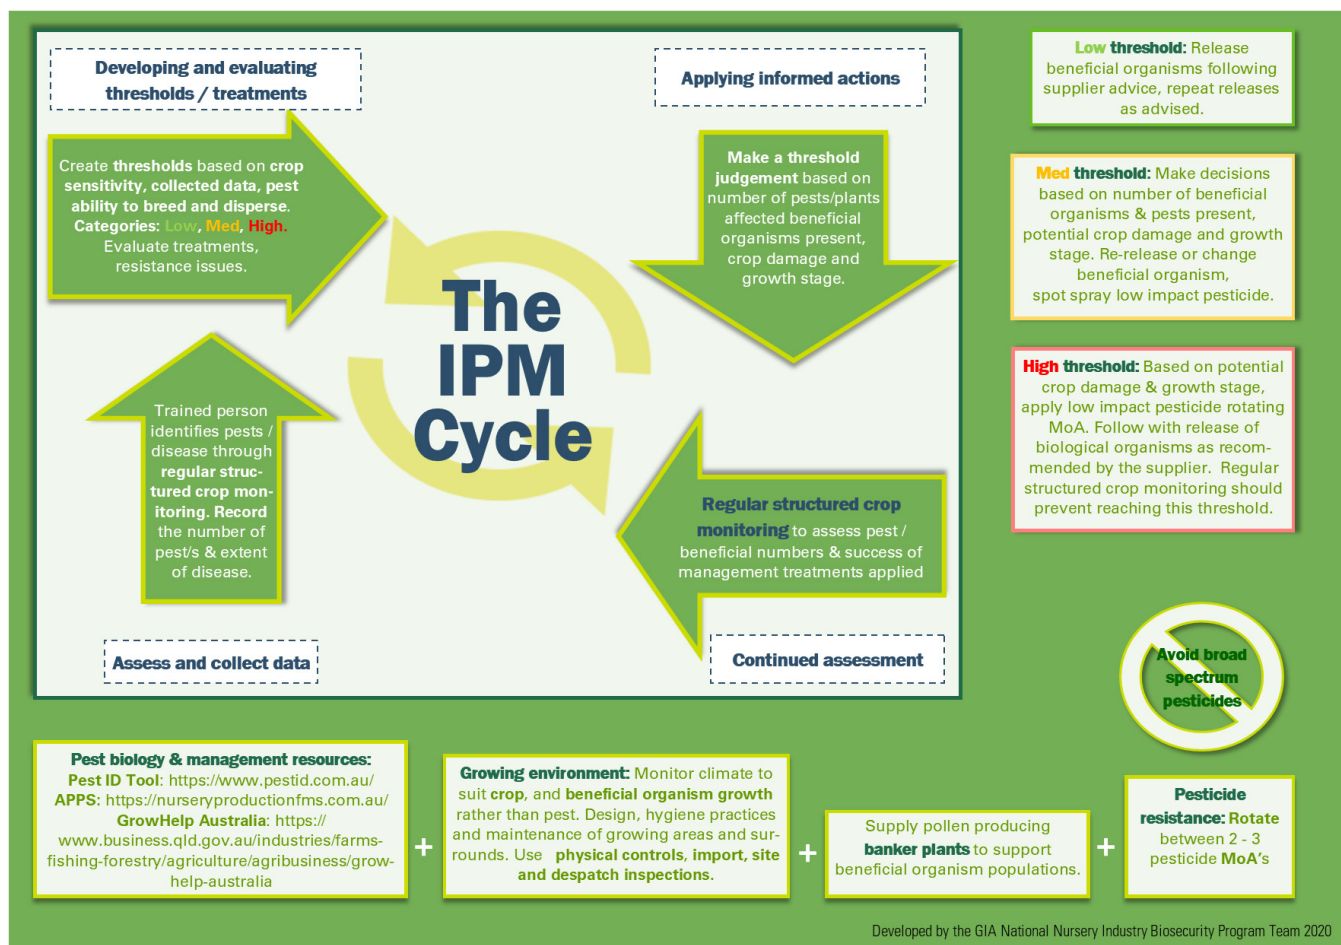 Developing and evaluating
thresholds / treatments
Create thresholds based on crop
sensitivity, collected data, pest
ability to breed and disperse.
Categories: Low, Med, High.
Evaluate treatments,
resistance issues.
Applying informed actions
Make a threshold
judgement based on
number of pests/plants
affected beneficial
organisms present,
crop damage and
growth stage.
The
IPM
Cycle
Trained person
identifies pests /
disease through
regular struc-
tured crop mon-
itoring. Record
the number of
pest/s & extent
of disease.
Assess and collect data
Regular structured crop
monitoring to assess pest /
beneficial numbers & success of
management treatments applied
Continued assessment
Low threshold: Release
beneficial organisms following
supplier advice, repeat releases
as advised.
Med threshold: Make decisions
based on number of beneficial
organisms & pests present,
potential crop damage and growth
stage. Re-release or change
beneficial organism,
spot spray low impact pesticide.
High threshold: Based on potential
crop damage & growth stage,
apply low impact pesticide rotating
MoA. Follow with release of
biological organisms as recom-
mended by the supplier. Regular
structured crop monitoring should
prevent reaching this threshold.
Avoid broad
spectrum
pesticides
Pest biology & management resources:
Pest ID Tool: https://www.pestid.com.au/
APPS: https://nurseryproductionfms.com.au/
GrowHelp Australia: https://
www.business.qld.gov.au/industries/farms-
fishing-forestry/agriculture/agribusiness/grow-
help-australia
+
Growing environment: Monitor climate to
suit crop, and beneficial organism growth
rather than pest. Design, hygiene practices
and maintenance of growing areas and sur-
rounds. Use physical controls, import, site
and despatch inspections.
+
Supply pollen producing
banker plants to support
beneficial organism populations.
+
Pesticide
resistance: Rotate
between 2 - 3
pesticide MoA's
Developed by the GIA National Nursery Industry Biosecurity Program Team 2020